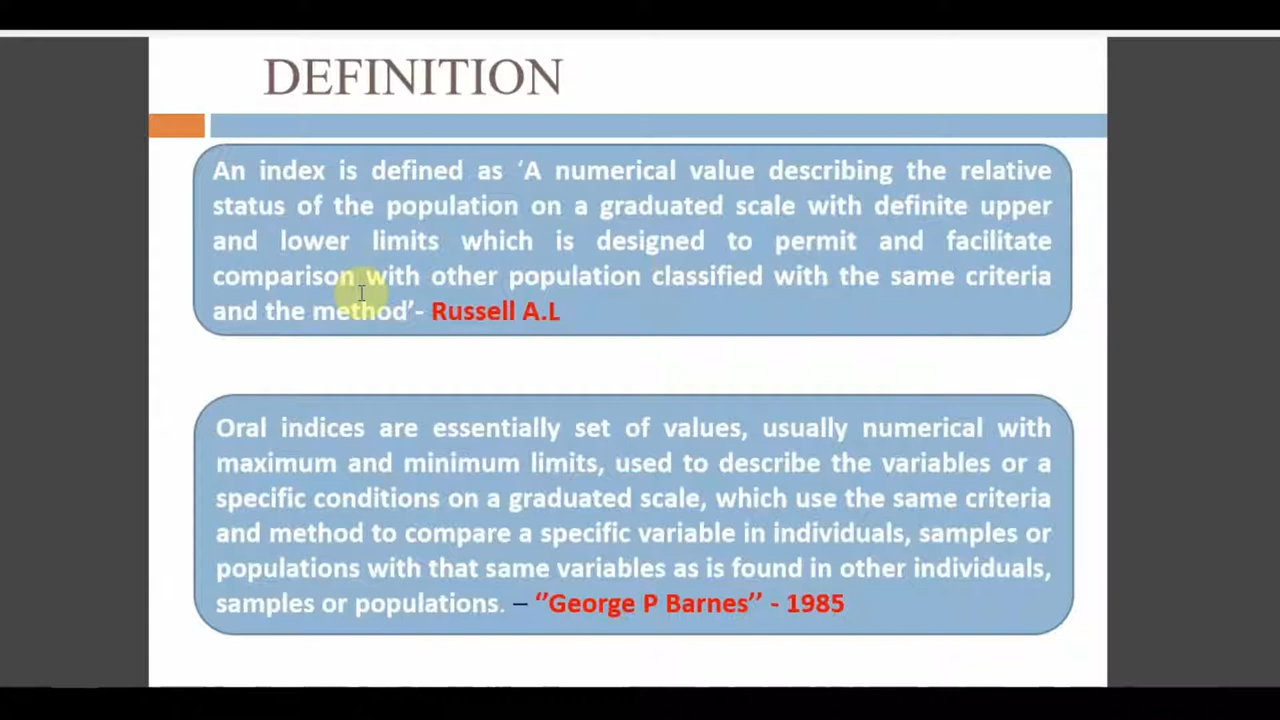 DEFINITION
An index is defined as ‘A numerical value describing the relative
status of the population on a graduated scale with definite upper
and lower limits which is designed to permit and facilitate
comparison with other population classified with the same criteria
and the method’- Russell A.L
Oral indices are essentially set of values, usually numerical with
maximum and minimum limits, used to describe the variables or a
specific conditions on a graduated scale, which use the same criteria
and method to compare a specific variable in individuals, samples or
populations with that same variables as is found in other individuals,
samples or populations. – ‘’George P Barnes’’ - 1985